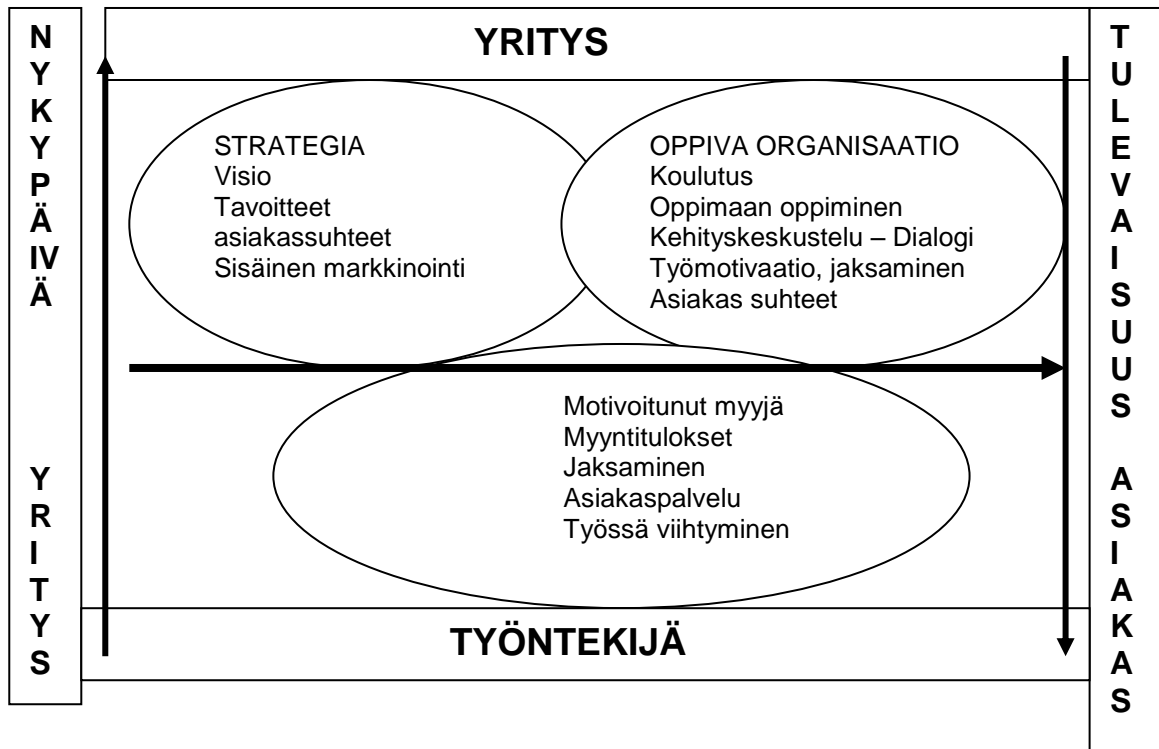 NYKYPÄIVÄ YRITYS
YRITYS
STRATEGIA
Visio
Tavoitteet
asiakassuhteet
Sisäinen markkinointi
OPPIVA ORGANISAATIO
Koulutus
Oppimaan oppiminen
Kehityskeskustelu – Dialogi
Työmotivaatio, jaksaminen
Asiakas suhteet
Motivoitunut myyjä
Myyntitulokset
Jaksaminen
Asiakaspalvelu
Työssä viihtyminen
TYÖNTEKIJÄ
TULEVAISUUS ASIAKAS